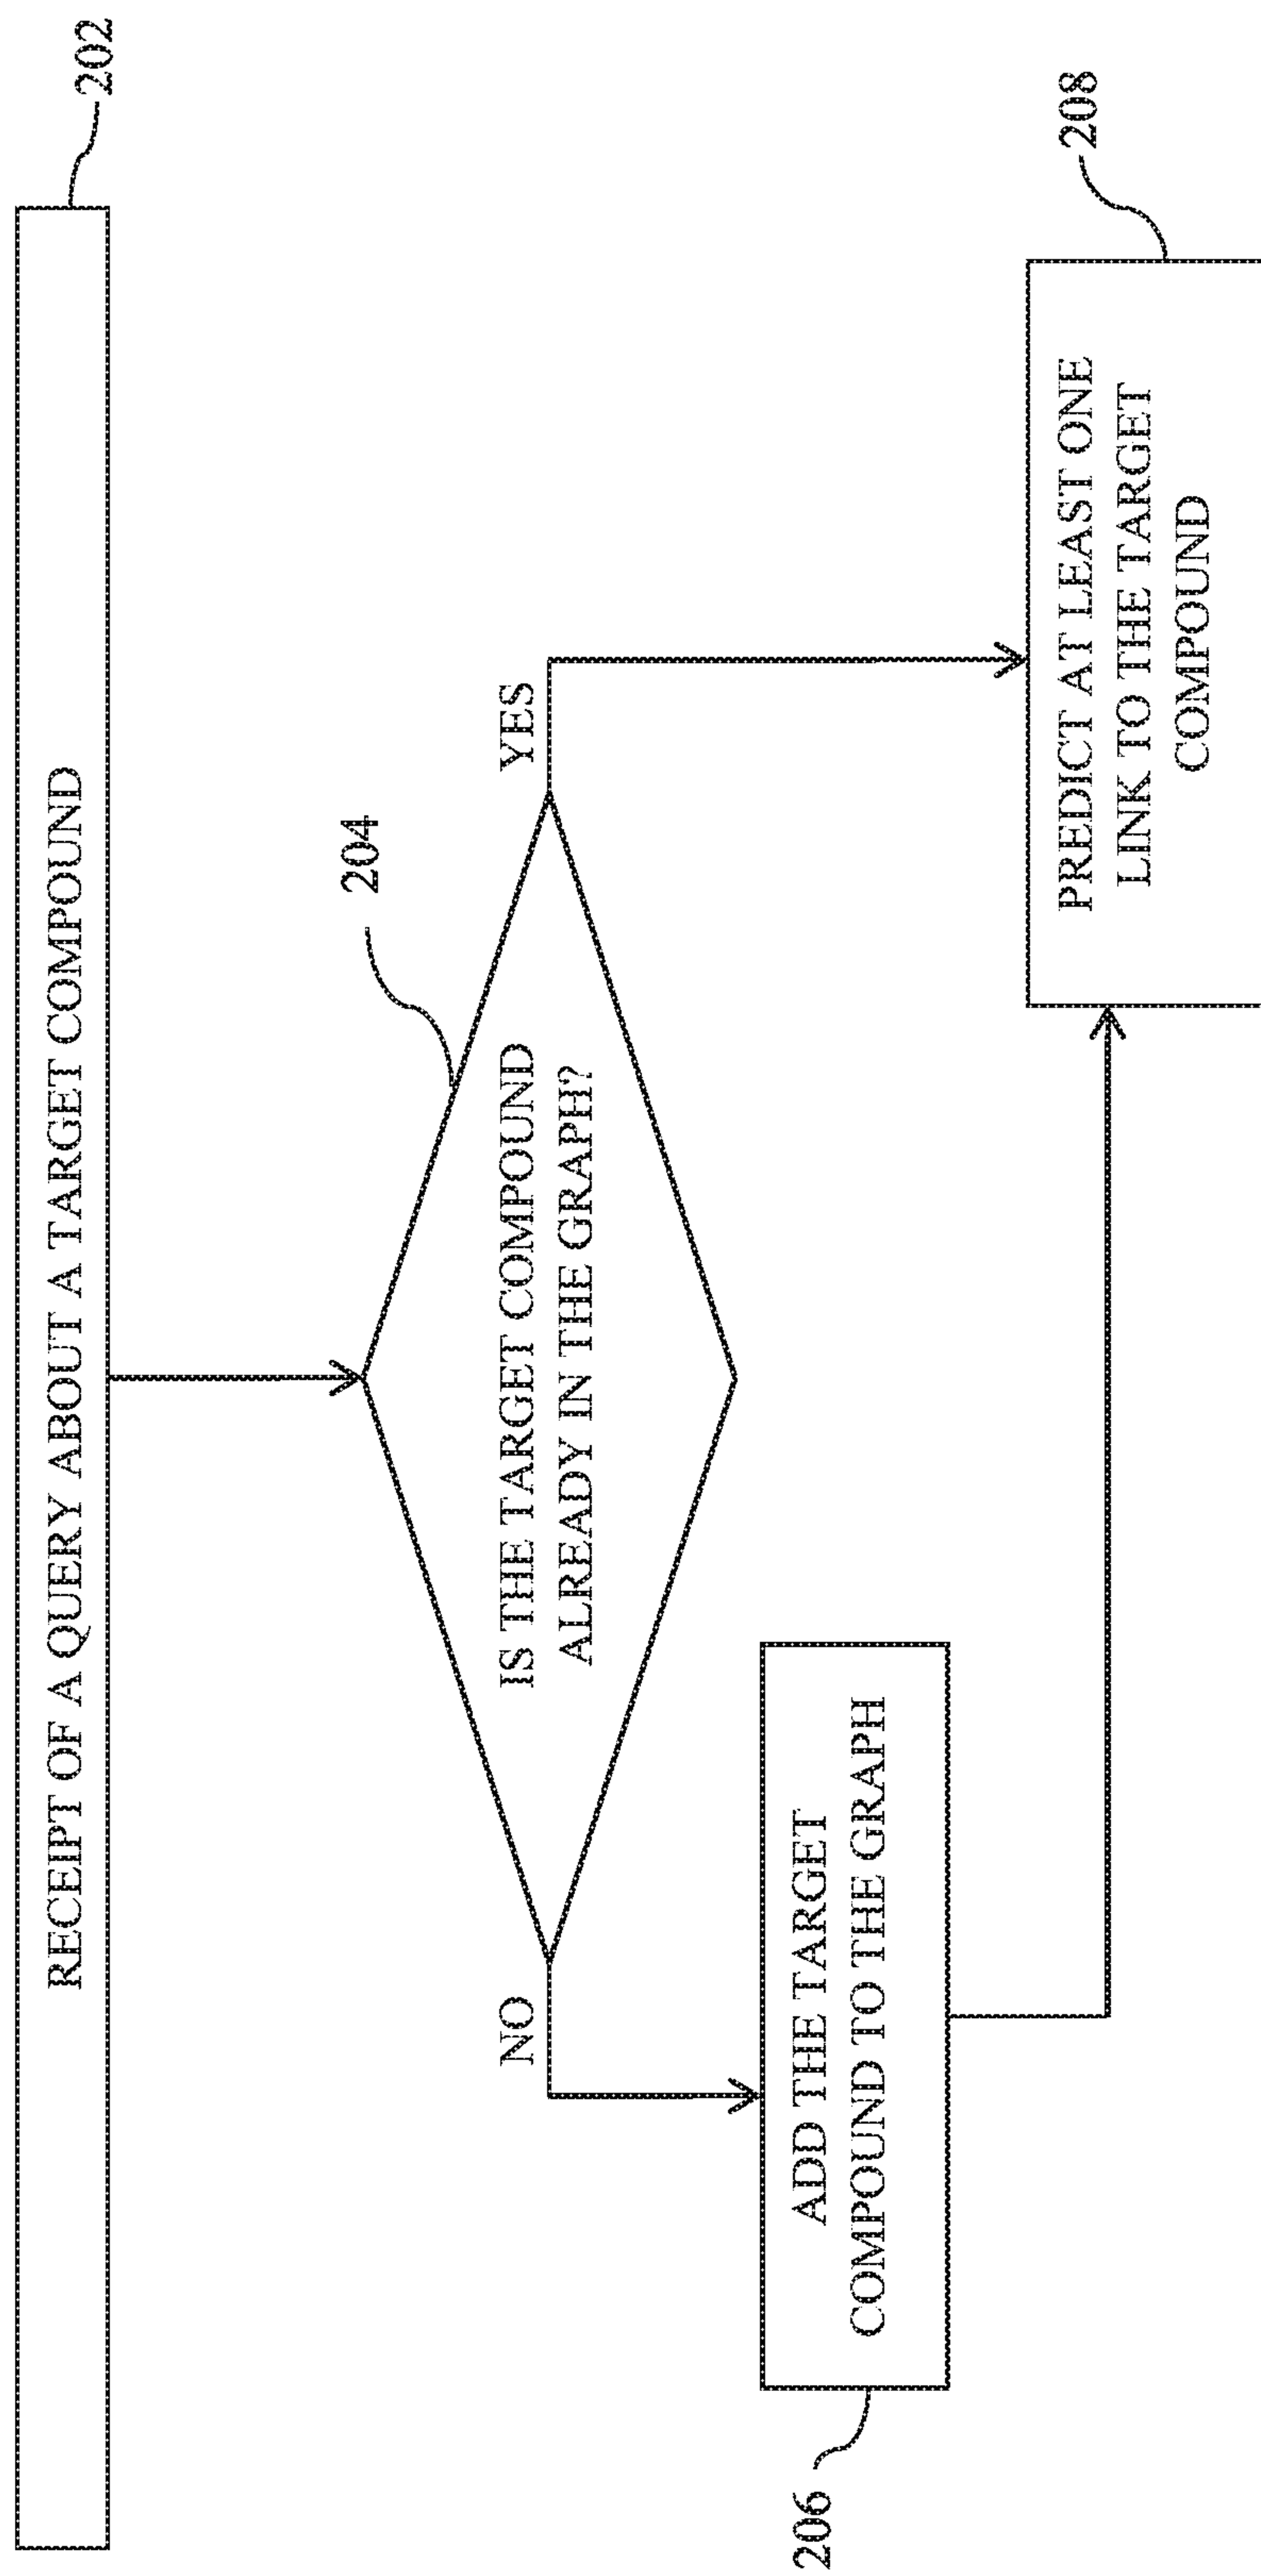 RECEIPT OF A QUERY ABOUT A TARGET COMPOUND
202
204
IS THE TARGET COMPOUND
ALREADY IN THE GRAPH?
NO
YES
ADD THE TARGET
COMPOUND TO THE GRAPH
206
PREDICT AT LEAST ONE
LINK TO THE TARGET
COMPOUND
208